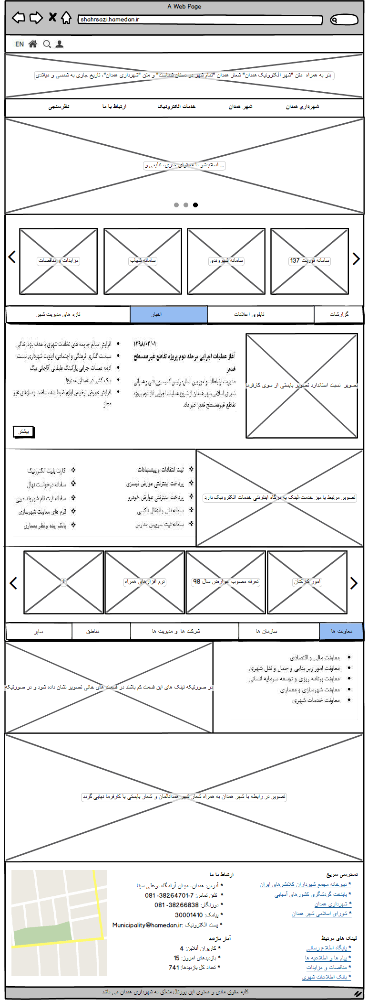 A Web Page
shahrsazi.hamedan.ir
EN
بنر به همراه متن "شهر الکترونیک همدان" شعار همدان "تمام شهر در دستان شماست" و متن "شهرداری همدان"، تاریخ جاری به شمسی و میلادی
شهرداری همدان
شهر همدان
خدمات الکترونیک
ارتباط با ما
نظرسنجی
اسلایدشو با محتوای خبری، تبلیغی و ...
سامانه فوریت 137
سامانه شهروندی
سامانه شهاب
مزایدات و مناقصات
گزارشات
تابلوی اعلانات
اخبار
تازه های مدیریت شهر
تصویر نسبت استاندارد تصویر بایستی از سوی کارفرما
۱۳۹۸/۰۳/۰۱
آغاز عملیات اجرایی مرحله دوم پروژه تقاطع غیرهمسطح
غدیر
مدیریت ارتباطات و امور بین الملل: رئیس کمیسیون فنی و عمرانی
شورای اسلامی شهر همدان از شروع عملیات اجرایی فاز دوم پروژه
تقاطع غیرهمسطح غدیر خبر داد.
افزایش مبالغ جریمه های تخلفات شهری با هدف بازدارندگی
سیاست گذاری فرهنگی و اجتماعی، اولویت شهرداری نیست
ادامه عملیات اجرایی پارکینگ طبقاتی آقاجانی بیگ
سگ کشی در همدان ممنوع!
افزایش عوارض ترخیص لوازم ضبط شده ساخت و سازهای غیر
مجاز
بیشتر
تصویر مرتبط با میز خدمت-لینک به درگاه اینترنتی خدمات الکترونیک دارد
ثبت انتقادات و پیشنهادات
پرداخت اینترنتی عوارض نوسازی
پرداخت اینترنتی عوارض خودرو
سامانه نقل و انتقال تاکسی
سامانه ثبت سرویس مدارس
کارت بلیت الکترونیک
سامانه درخواست نهال
سامانه ثبت نام شهروند مربی
فرم های معاونت شهرسازی
بانک ایده و نظر معماری
امور کارکنان
تعرفه مصوب عوارض سال 98
نرم افزارهای همراه
؟
معاونت ها
سازمان ها
شرکت ها و مدیریت ها
مناطق
سایر
معاونت مالی و اقتصادی
معاونت امور زیر بنایی و حمل و نقل شهری
معاونت برنامه ریزی و توسعه سرمایه انسانی
معاونت شهرسازی و معماری
معاونت خدمات شهری
در صورتیکه لینک های این قسمت کم باشند در قسمت های خالی تصویر نشان داده شود و در صورتیکه
تصویر در رابطه با شهر همدان به همراه شعار شهر همدانالمان و شعار بایستی با کارفرما نهایی گردد
دسترسی سریع
* دبیرخانه مجمع شهرداران کلانشرهای ایران
* پایتخت گردشگری کشورهای آسیایی
* شهرداری همدان
* شورای اسلامی شهر همدان
لینک های مرتبط
* پایگاه اطلاع رسانی
* پیام ها و اطلاعیه ها
* مناقصات و مزایدات
* بانک اطلاعات شهری
ارتباط با ما
* آدرس: همدان، میدان آرامگاه بوعلی سینا
* تلفن تماس: 7-38264701- 081
* دورنگار: 38266838- 081
* پیامک: 30001410
* پست الکترونیک :Municipality@hamedan.ir
آمار بازدید
* کاربران آنلاین: 4
* بازدیدهای امروز: 15
* تعداد کل بازدیدها: 741
کلیه حقوق مادی و معنوی این پورتال متعلق به شهرداری همدان می باشد